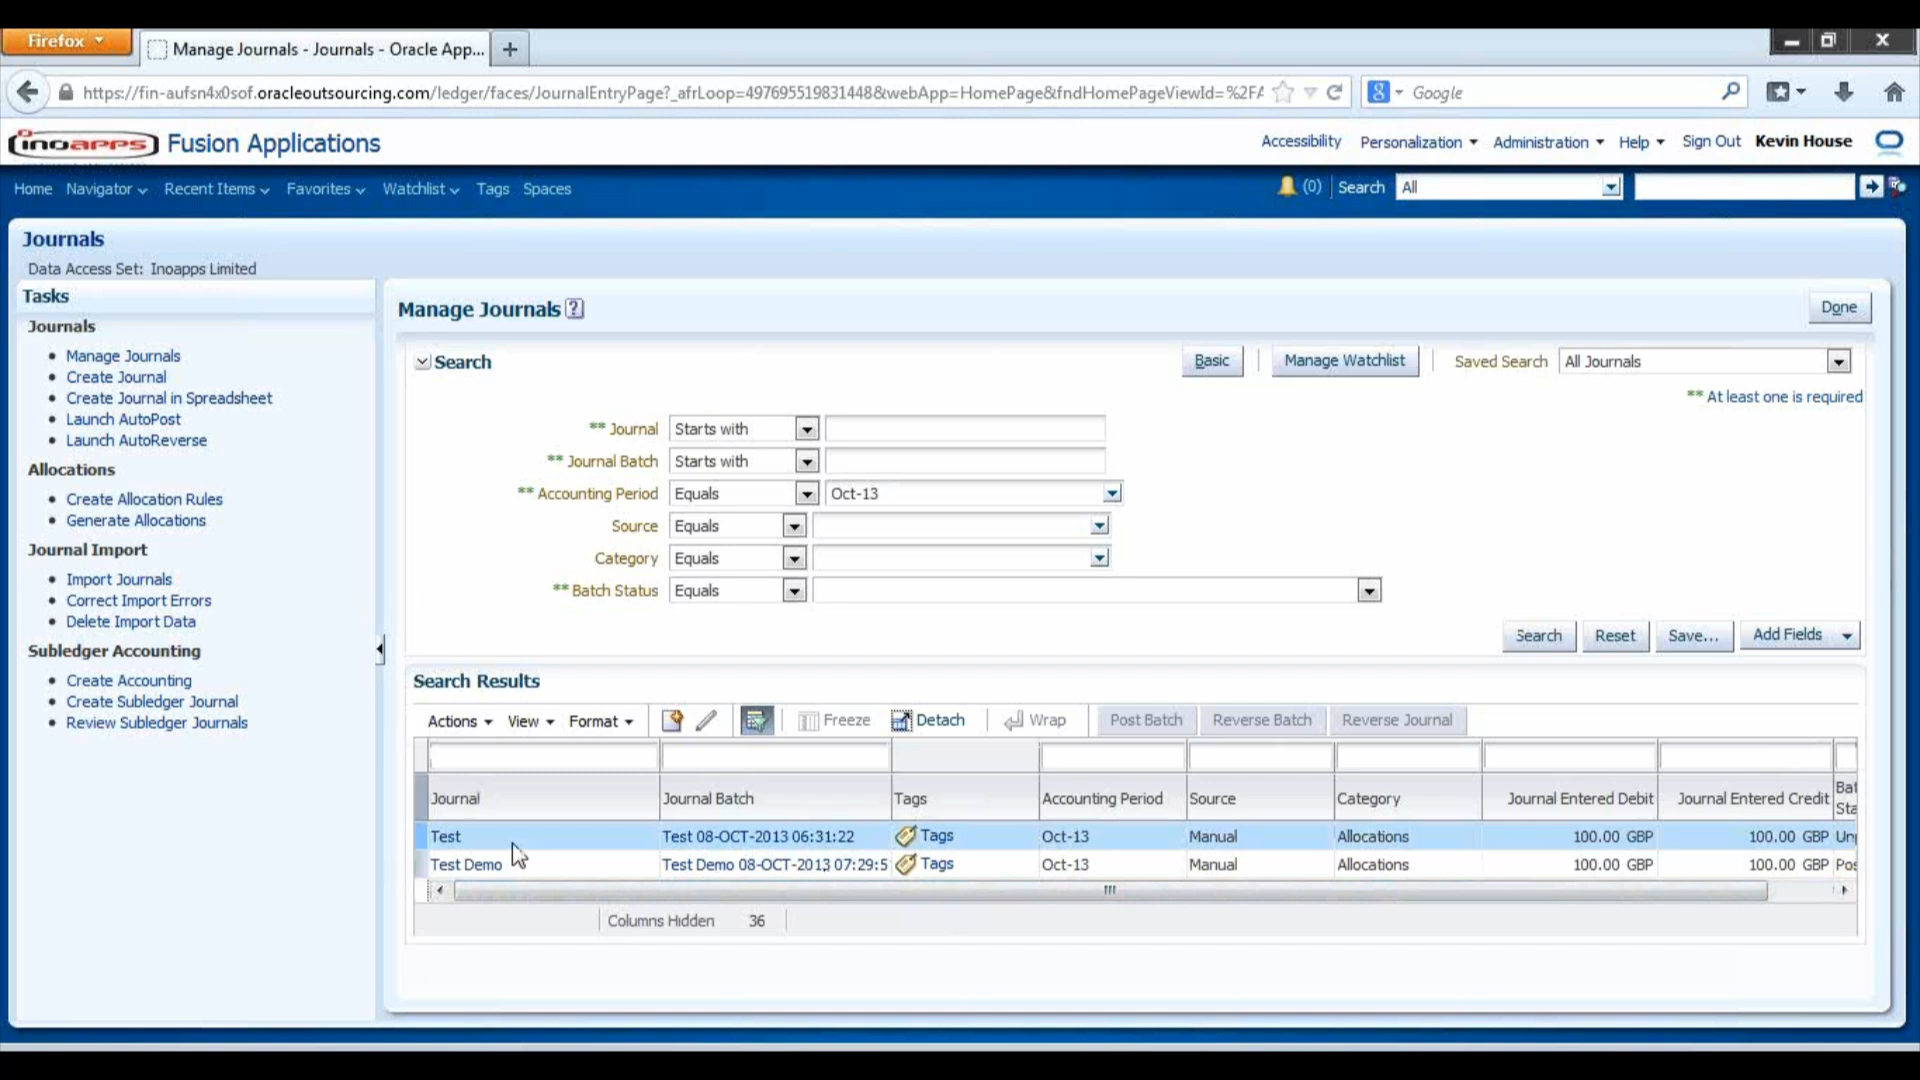 Firefox
Manage Journals - Journals - Oracle App...
https://fin-aufsn4x0sof.oracleoutsourcing.com/ledger/faces/JournalEntryPage?_afrLoop=497695519831448&webApp=HomePage&fndHomePageViewId=%2FA
Google
inoapps Fusion Applications
Accessibility Personalization Administration Help Sign Out Kevin House
Home Navigator Recent Items Favorites Watchlist Tags Spaces
(0) Search All
Journals
Data Access Set: Inoapps Limited
Tasks
Journals
Manage Journals
Create Journal
Create Journal in Spreadsheet
Launch AutoPost
Launch AutoReverse
Allocations
Create Allocation Rules
Generate Allocations
Journal Import
Import Journals
Correct Import Errors
Delete Import Data
Subledger Accounting
Create Accounting
Create Subledger Journal
Review Subledger Journals
Manage Journals ?
Done
Search
Basic Manage Watchlist Saved Search All Journals
** At least one is required
** Journal Starts with
** Journal Batch Starts with
** Accounting Period Equals Oct-13
Source Equals
Category Equals
** Batch Status Equals
Search Reset Save... Add Fields
Search Results
Actions View Format Freeze Detach Wrap Post Batch Reverse Batch Reverse Journal
Journal Journal Batch Tags Accounting Period Source Category Journal Entered Debit Journal Entered Credit Bat
Sta
Test Test 08-OCT-2013 06:31:22 Tags Oct-13 Manual Allocations 100.00 GBP 100.00 GBP Unp
Test Demo Test Demo 08-OCT-2013 07:29:5 Tags Oct-13 Manual Allocations 100.00 GBP 100.00 GBP Pos
Columns Hidden 36